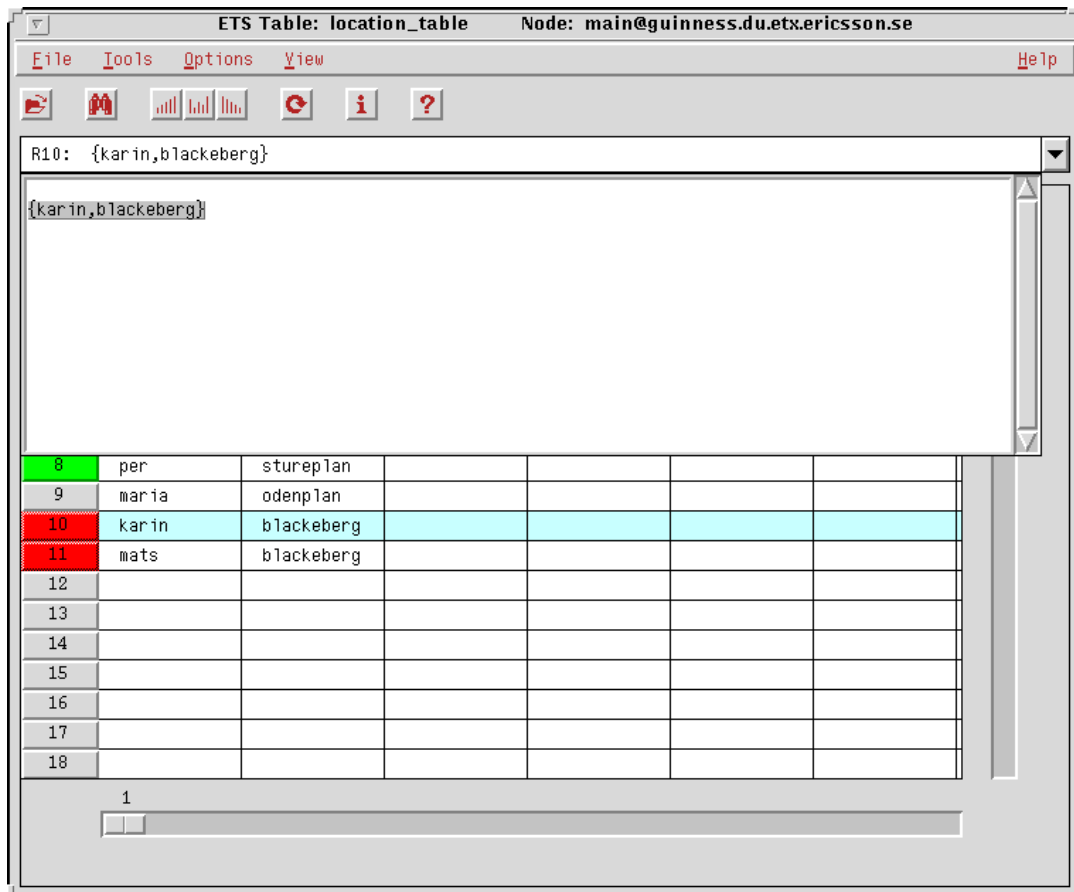 ETS Table: location_table Node: main@guinness.du.etx.ericsson.se
File Tools Options View Help
i ?
R10: {karin,blackeberg}
{karin,blackeberg}
8 per stureplan
9 maria odenplan
10 karin blackeberg
11 mats blackeberg
12
13
14
15
16
17
18
1